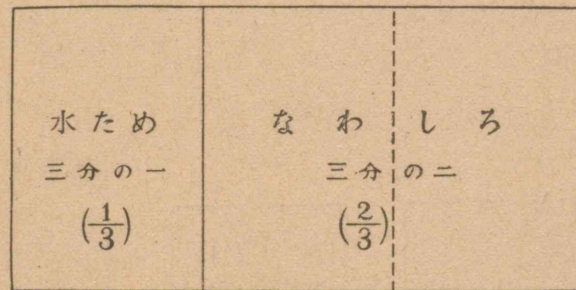 水ため
三分の一
(1/3)
なわしろ
三分の二
(2/3)